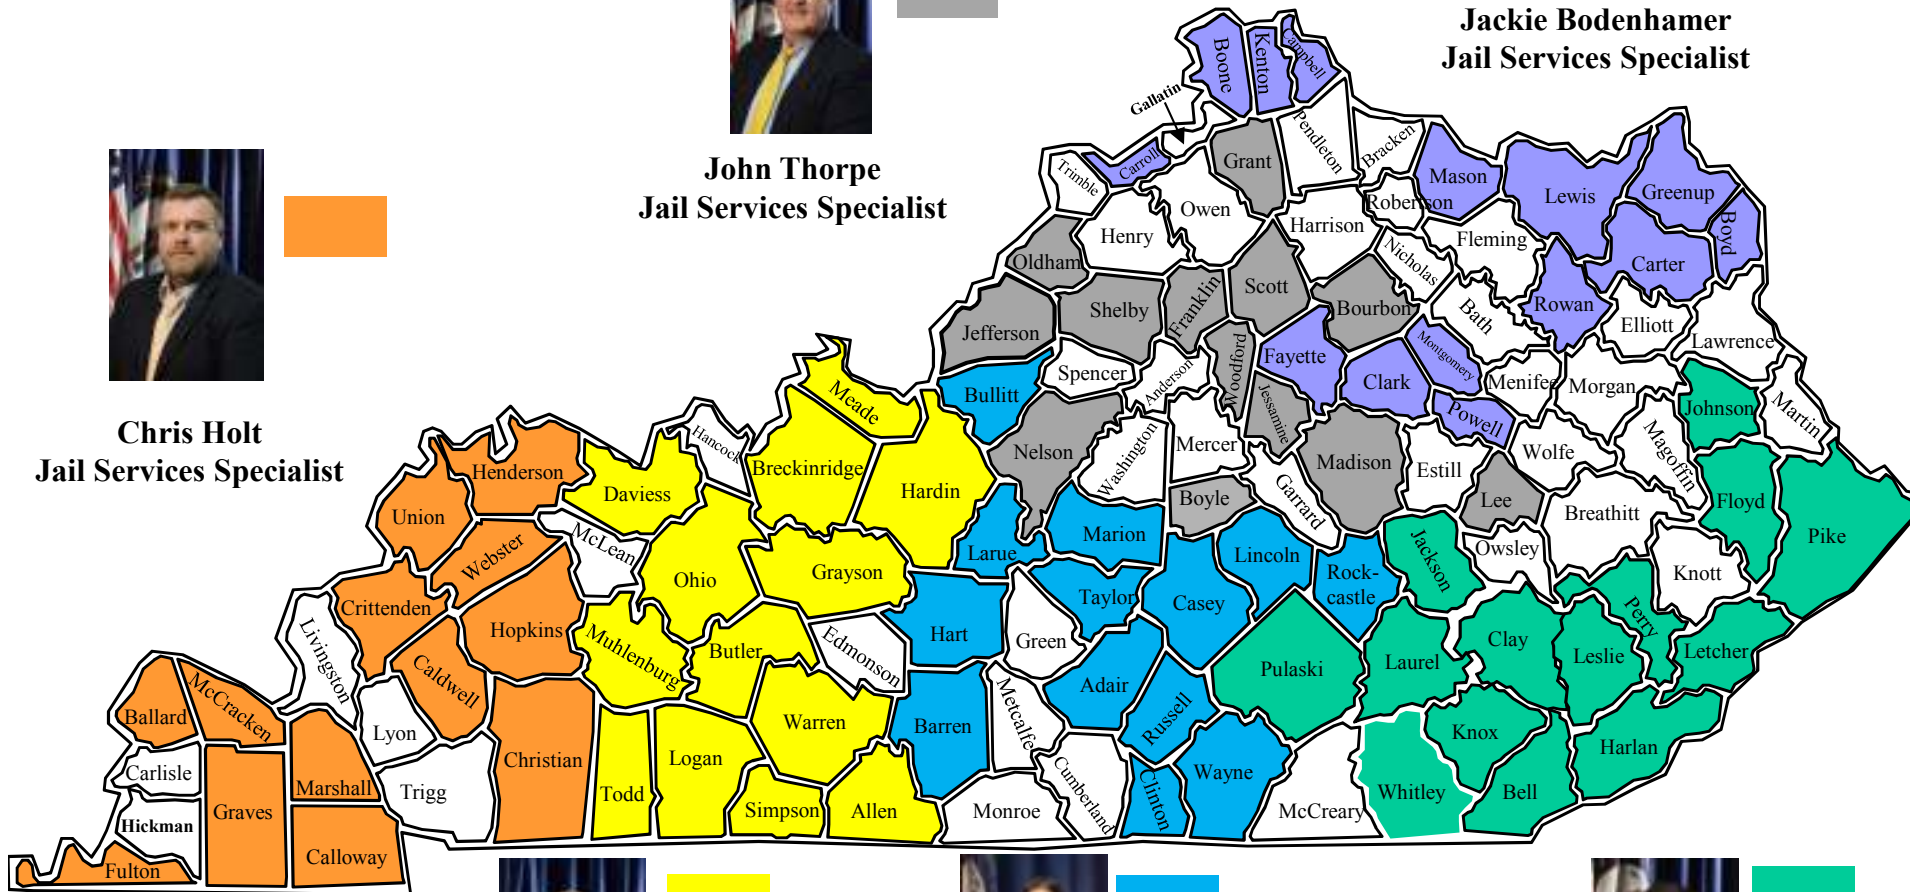 Jackie Bodenhamer
Jail Services Specialist
John Thorpe
Jail Services Specialist
Chris Holt
Jail Services Specialist
Boone
Kenton
Campbell
Gallatin
Pendleton
Bracken
Grant
Carroll
Trimble
Mason
Lewis
Greenup
Boyd
Robertson
Owen
Harrison
Henry
Fleming
Nicholas
Carter
Oldham
Franklin
Scott
Bourbon
Rowan
Bath
Elliott
Lawrence
Shelby
Jefferson
Woodford
Fayette
Montgomery
Spencer
Anderson
Clark
Menifee
Morgan
Bullitt
Meade
Jessamine
Powell
Johnson
Martin
Magoffin
Hancock
Breckinridge
Nelson
Washington
Mercer
Madison
Estill
Wolfe
Henderson
Daviess
Hardin
Boyle
Garrard
Lee
Floyd
Breathitt
Union
Webster
McLean
Marion
Larue
Lincoln
Jackson
Owsley
Pike
Knott
Ohio
Grayson
Rock-
castle
Taylor
Casey
Crittenden
Hopkins
Hart
Green
Perry
Livingston
Muhlenburg
Butler
Edmonson
Clay
Leslie
Letcher
Pulaski
Laurel
Caldwell
Adair
McCracken
Ballard
Lyon
Warren
Barren
Metcalfe
Russell
Knox
Harlan
Carlisle
Marshall
Trigg
Christian
Logan
Todd
Cumberland
Clinton
Wayne
Whitley
Bell
Graves
Simpson
Allen
Monroe
McCreary
Hickman
Calloway
Fulton